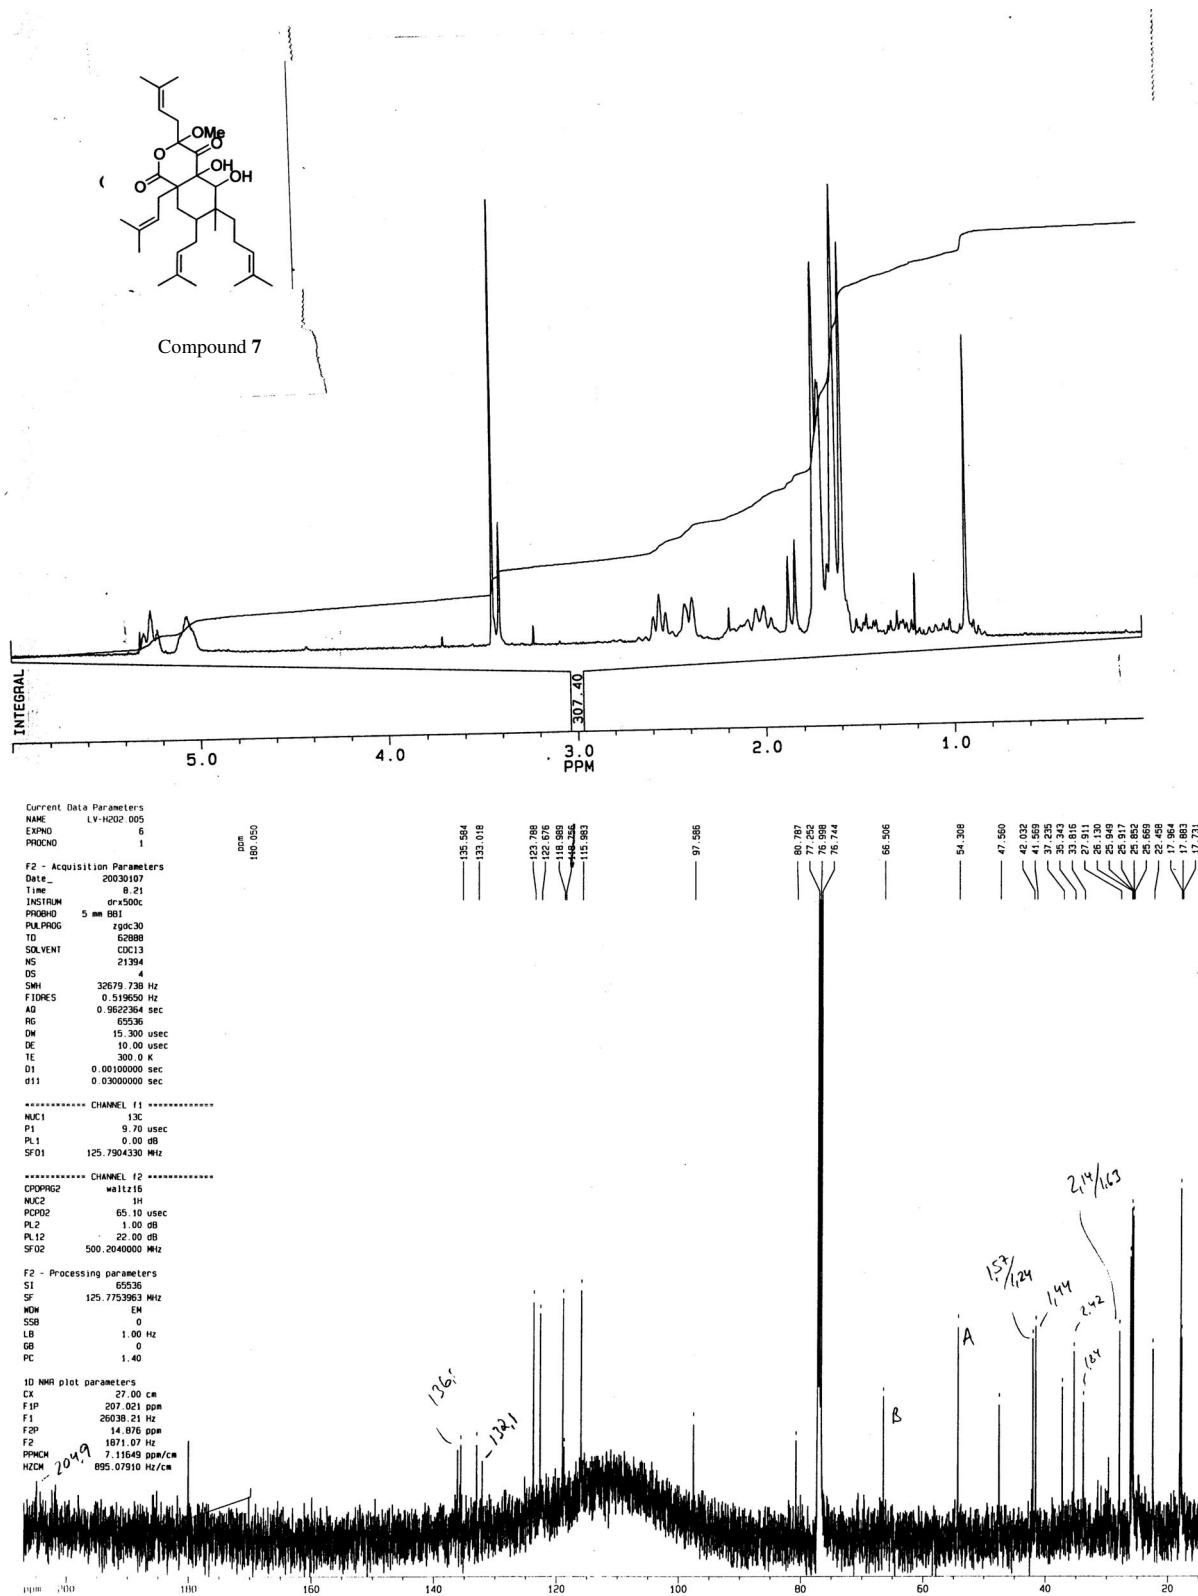 OMe
O
O
OH
OH
O
Compound 7
INTEGRAL
307.40
5.0 4.0 3.0 2.0 1.0
PPM
Current Data Parameters
NAME LV-H202.005
EXPNO 6
PROCNO 1
F2 - Acquisition Parameters
Date_ 20030107
Time 8.21
INSTRUM drx500c
PROBHD 5 mm BBI
PULPROG zgdc30
TD 62888
SOLVENT CDCl3
NS 21394
DS 4
SWH 32679.738 Hz
FIDRES 0.519650 Hz
AQ 0.9622364 sec
RG 65536
DW 15.300 usec
DE 10.00 usec
TE 300.0 K
D1 0.00100000 sec
d11 0.03000000 sec
============ CHANNEL f1 ============
NUC1 13C
P1 9.70 usec
PL1 0.00 dB
SFO1 125.7904330 MHz
============ CHANNEL f2 ============
CPDPRG2 waltz16
NUC2 1H
PCPD2 65.10 usec
PL2 1.00 dB
PL12 22.00 dB
SFO2 500.2040000 MHz
F2 - Processing parameters
SI 65536
SF 125.7753963 MHz
WDW EM
SSB 0
LB 1.00 Hz
GB 0
PC 1.40
1D NMR plot parameters
CX 27.00 cm
F1P 207.021 ppm
F1 26038.21 Hz
F2P 14.876 ppm
F2 1871.07 Hz
PPMCM 7.11649 ppm/cm
HZCM 895.07910 Hz/cm
ppm
180.050
135.584
133.018
123.788
122.676
118.989
115.983
97.586
80.787
77.252
76.998
76.744
66.506
54.308
47.560
42.032
41.569
37.235
35.343
33.816
27.911
26.130
25.949
25.917
25.852
25.669
22.458
17.964
17.883
17.731
204,9
136,
132,1
B
A
1,57/1,24
1,44
2,42
1,84
2,14/1,63
ppm 200 180 160 140 120 100 80 60 40 20